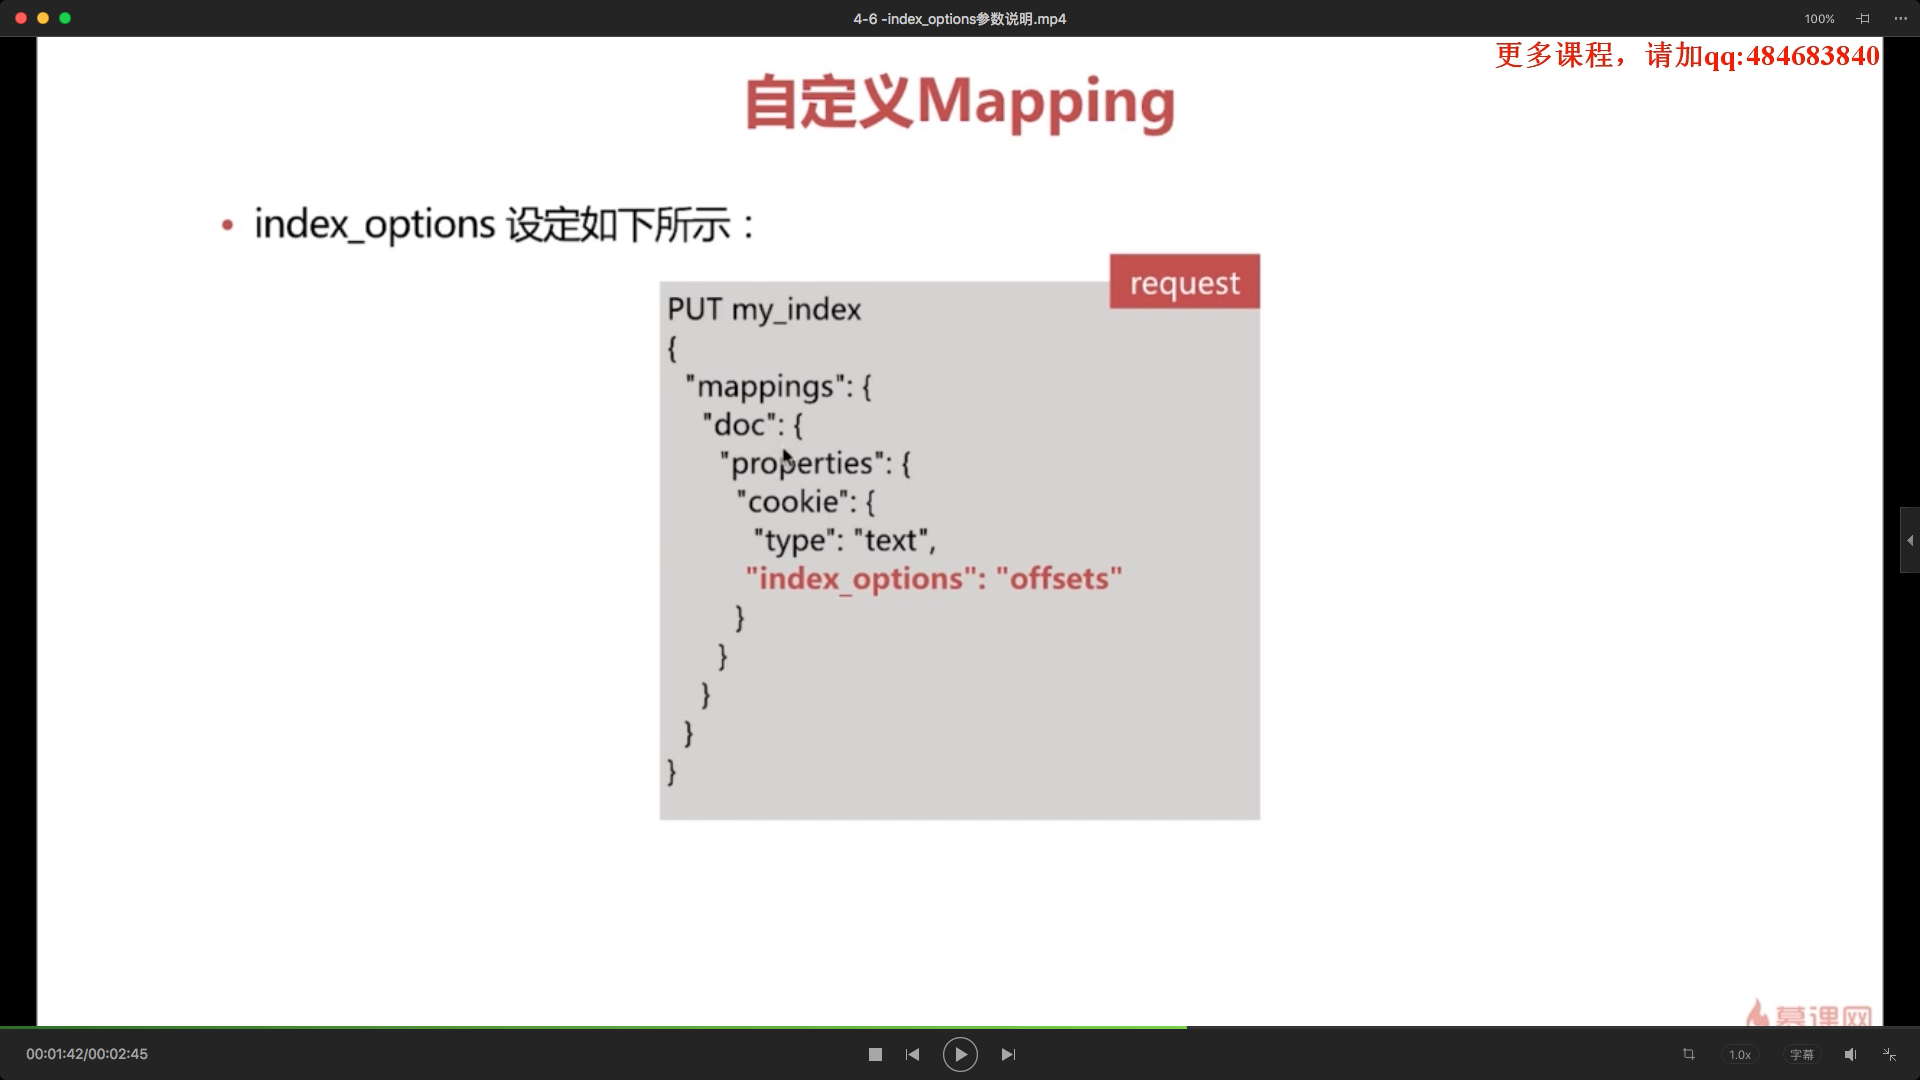 4-6 -index_options参数说明.mp4
100%
更多课程，请加qq:484683840
自定义Mapping
• index_options 设定如下所示：
request
PUT my_index
{
"mappings": {
"doc": {
"properties": {
"cookie": {
"type": "text",
"index_options": "offsets"
}
}
}
}
}
慕课网
00:01:42/00:02:45
1.0x
字幕